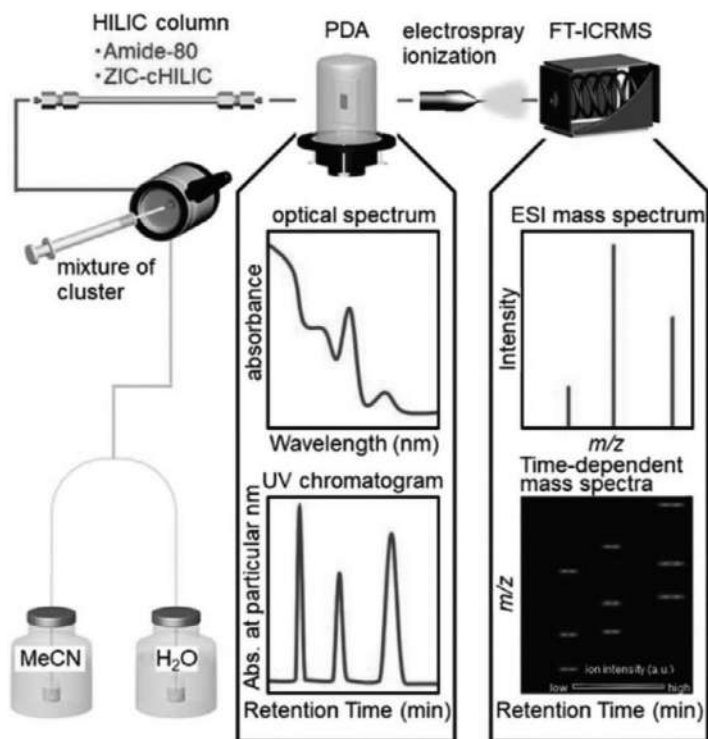 HILIC column
•Amide-80
•ZIC-cHILIC
PDA
electrospray
ionization
FT-ICRMS
mixture of
cluster
optical spectrum
absorbance
Wavelength (nm)
UV chromatogram
Abs. at particular nm
Retention Time (min)
ESI mass spectrum
Intensity
m/z
Time-dependent
mass spectra
m/z
ion intensity (a.u.)
low
high
Retention Time (min)
MeCN
H₂O